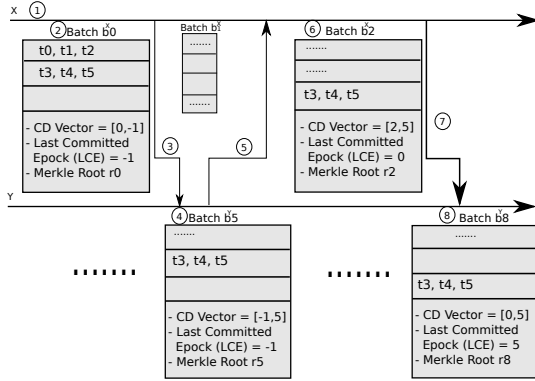 X 1
2 Batch b0 X
t0, t1, t2
t3, t4, t5
- CD Vector = [0,-1]
- Last Committed
Epock (LCE) = -1
- Merkle Root r0
Batch b1 X
.......
.......
3
5
6 Batch b2 X
.......
.......
t3, t4, t5
- CD Vector = [2,5]
- Last Committed
Epock (LCE) = 0
- Merkle Root r2
7
Y
4 Batch b5 Y
.......
t3, t4, t5
- CD Vector = [-1,5]
- Last Committed
Epock (LCE) = -1
- Merkle Root r5
8 Batch b8 Y
.......
t3, t4, t5
- CD Vector = [0,5]
- Last Committed
Epock (LCE) = 5
- Merkle Root r8